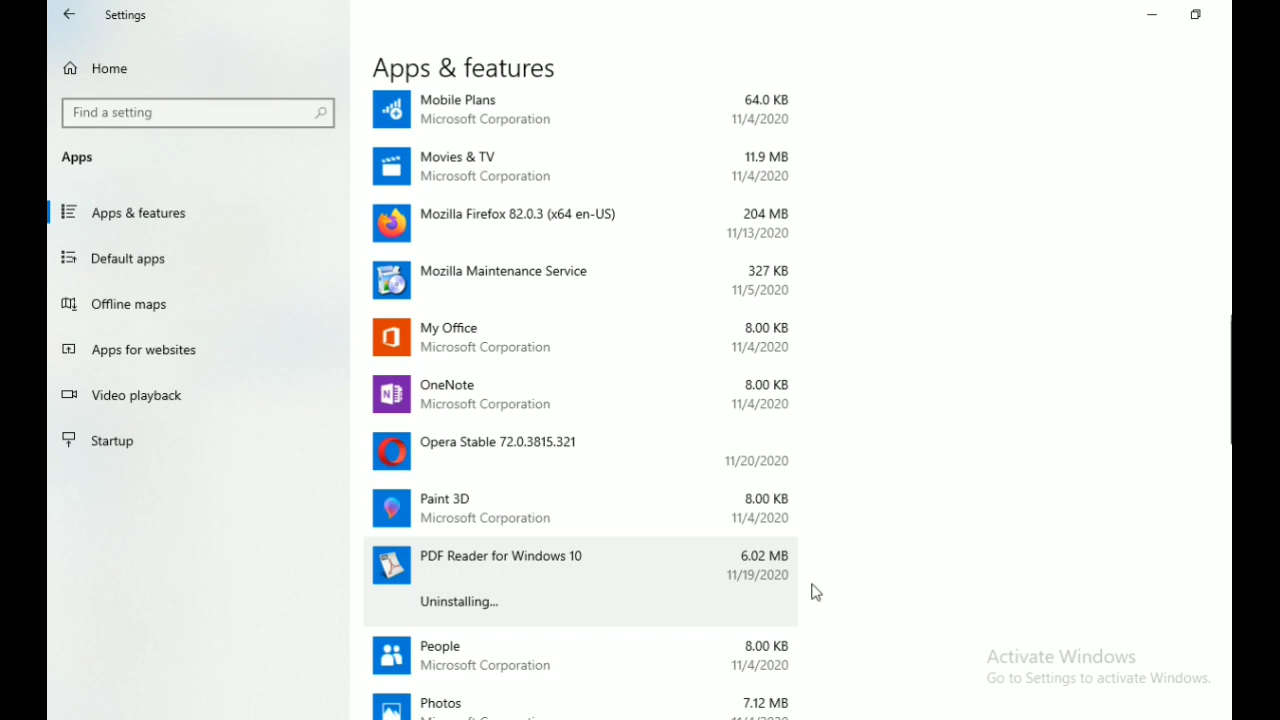 Settings
Home
Find a setting
Apps
Apps & features
Default apps
Offline maps
Apps for websites
Video playback
Startup
Apps & features
Mobile Plans 64.0 KB
Microsoft Corporation 11/4/2020
Movies & TV 11.9 MB
Microsoft Corporation 11/4/2020
Mozilla Firefox 82.0.3 (x64 en-US) 204 MB
11/13/2020
Mozilla Maintenance Service 327 KB
11/5/2020
My Office 8.00 KB
Microsoft Corporation 11/4/2020
OneNote 8.00 KB
Microsoft Corporation 11/4/2020
Opera Stable 72.0.3815.321
11/20/2020
Paint 3D 8.00 KB
Microsoft Corporation 11/4/2020
PDF Reader for Windows 10 6.02 MB
11/19/2020
Uninstalling...
People 8.00 KB
Microsoft Corporation 11/4/2020
Photos 7.12 MB
Activate Windows
Go to Settings to activate Windows.